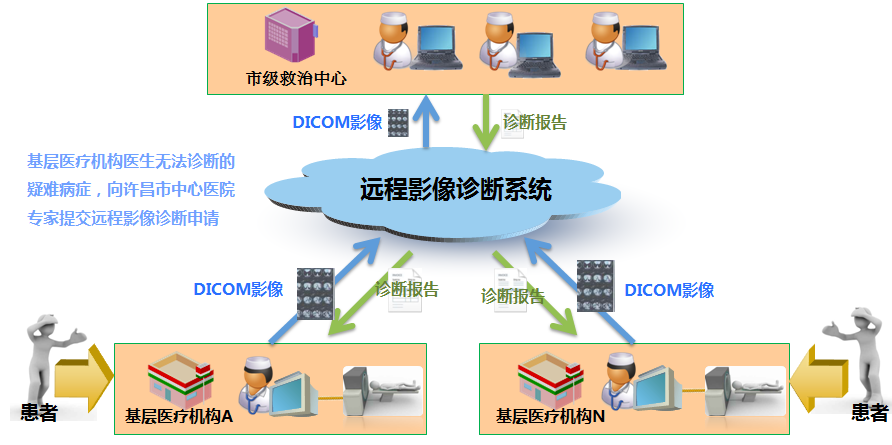 市级救治中心
DICOM影像
诊断报告
基层医疗机构医生无法诊断的
疑难病症，向许昌市中心医院
专家提交远程影像诊断申请
远程影像诊断系统
DICOM影像
诊断报告
诊断报告
DICOM影像
患者
基层医疗机构A
基层医疗机构N
患者